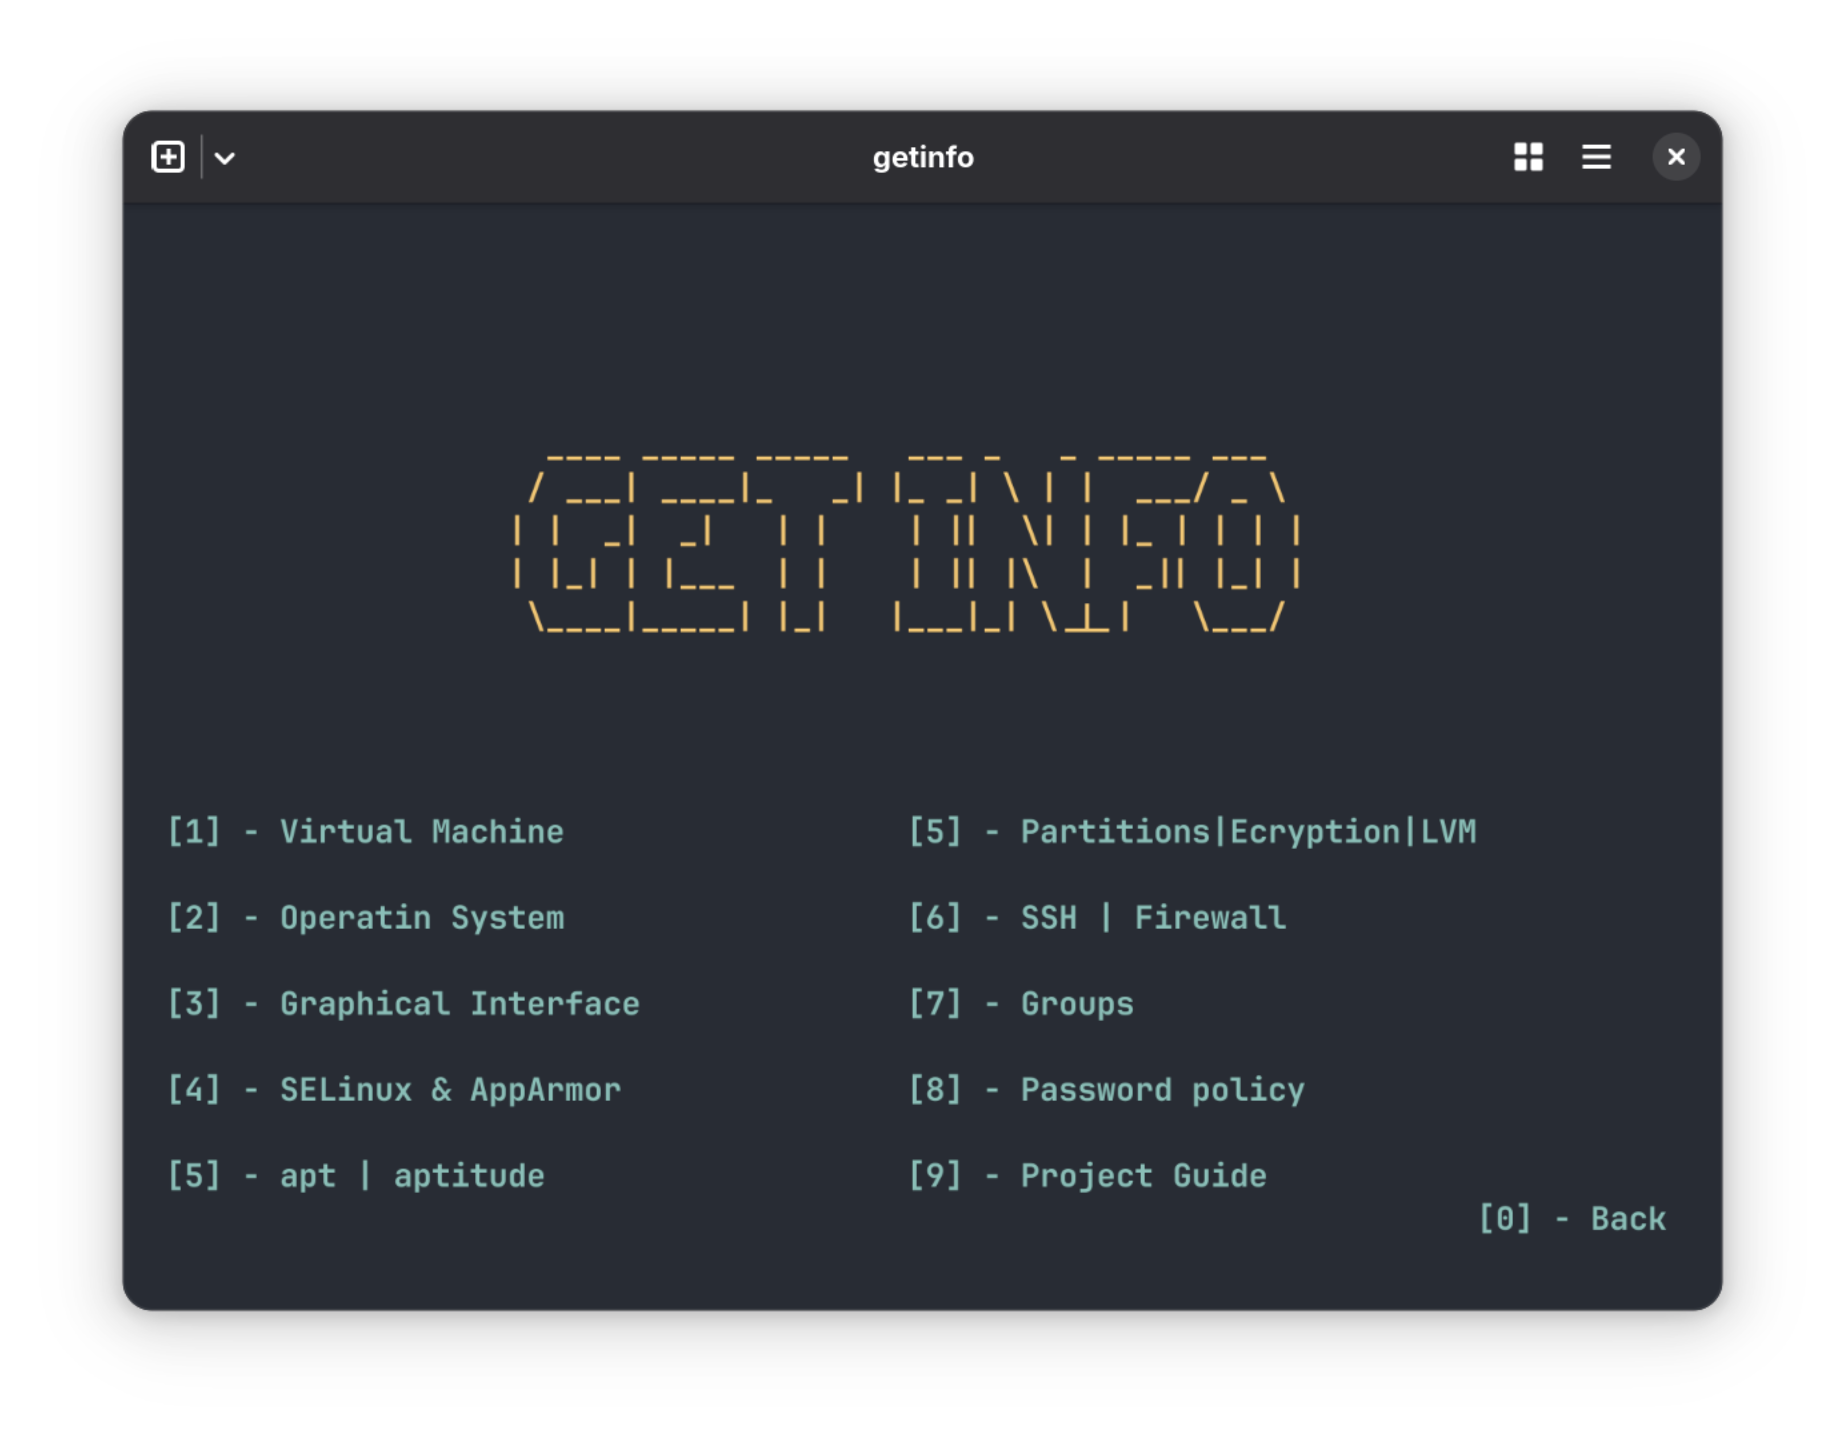 getinfo
GET INFO
[1] - Virtual Machine
[2] - Operatin System
[3] - Graphical Interface
[4] - SELinux & AppArmor
[5] - apt | aptitude
[5] - Partitions|Ecryption|LVM
[6] - SSH | Firewall
[7] - Groups
[8] - Password policy
[9] - Project Guide
[0] - Back